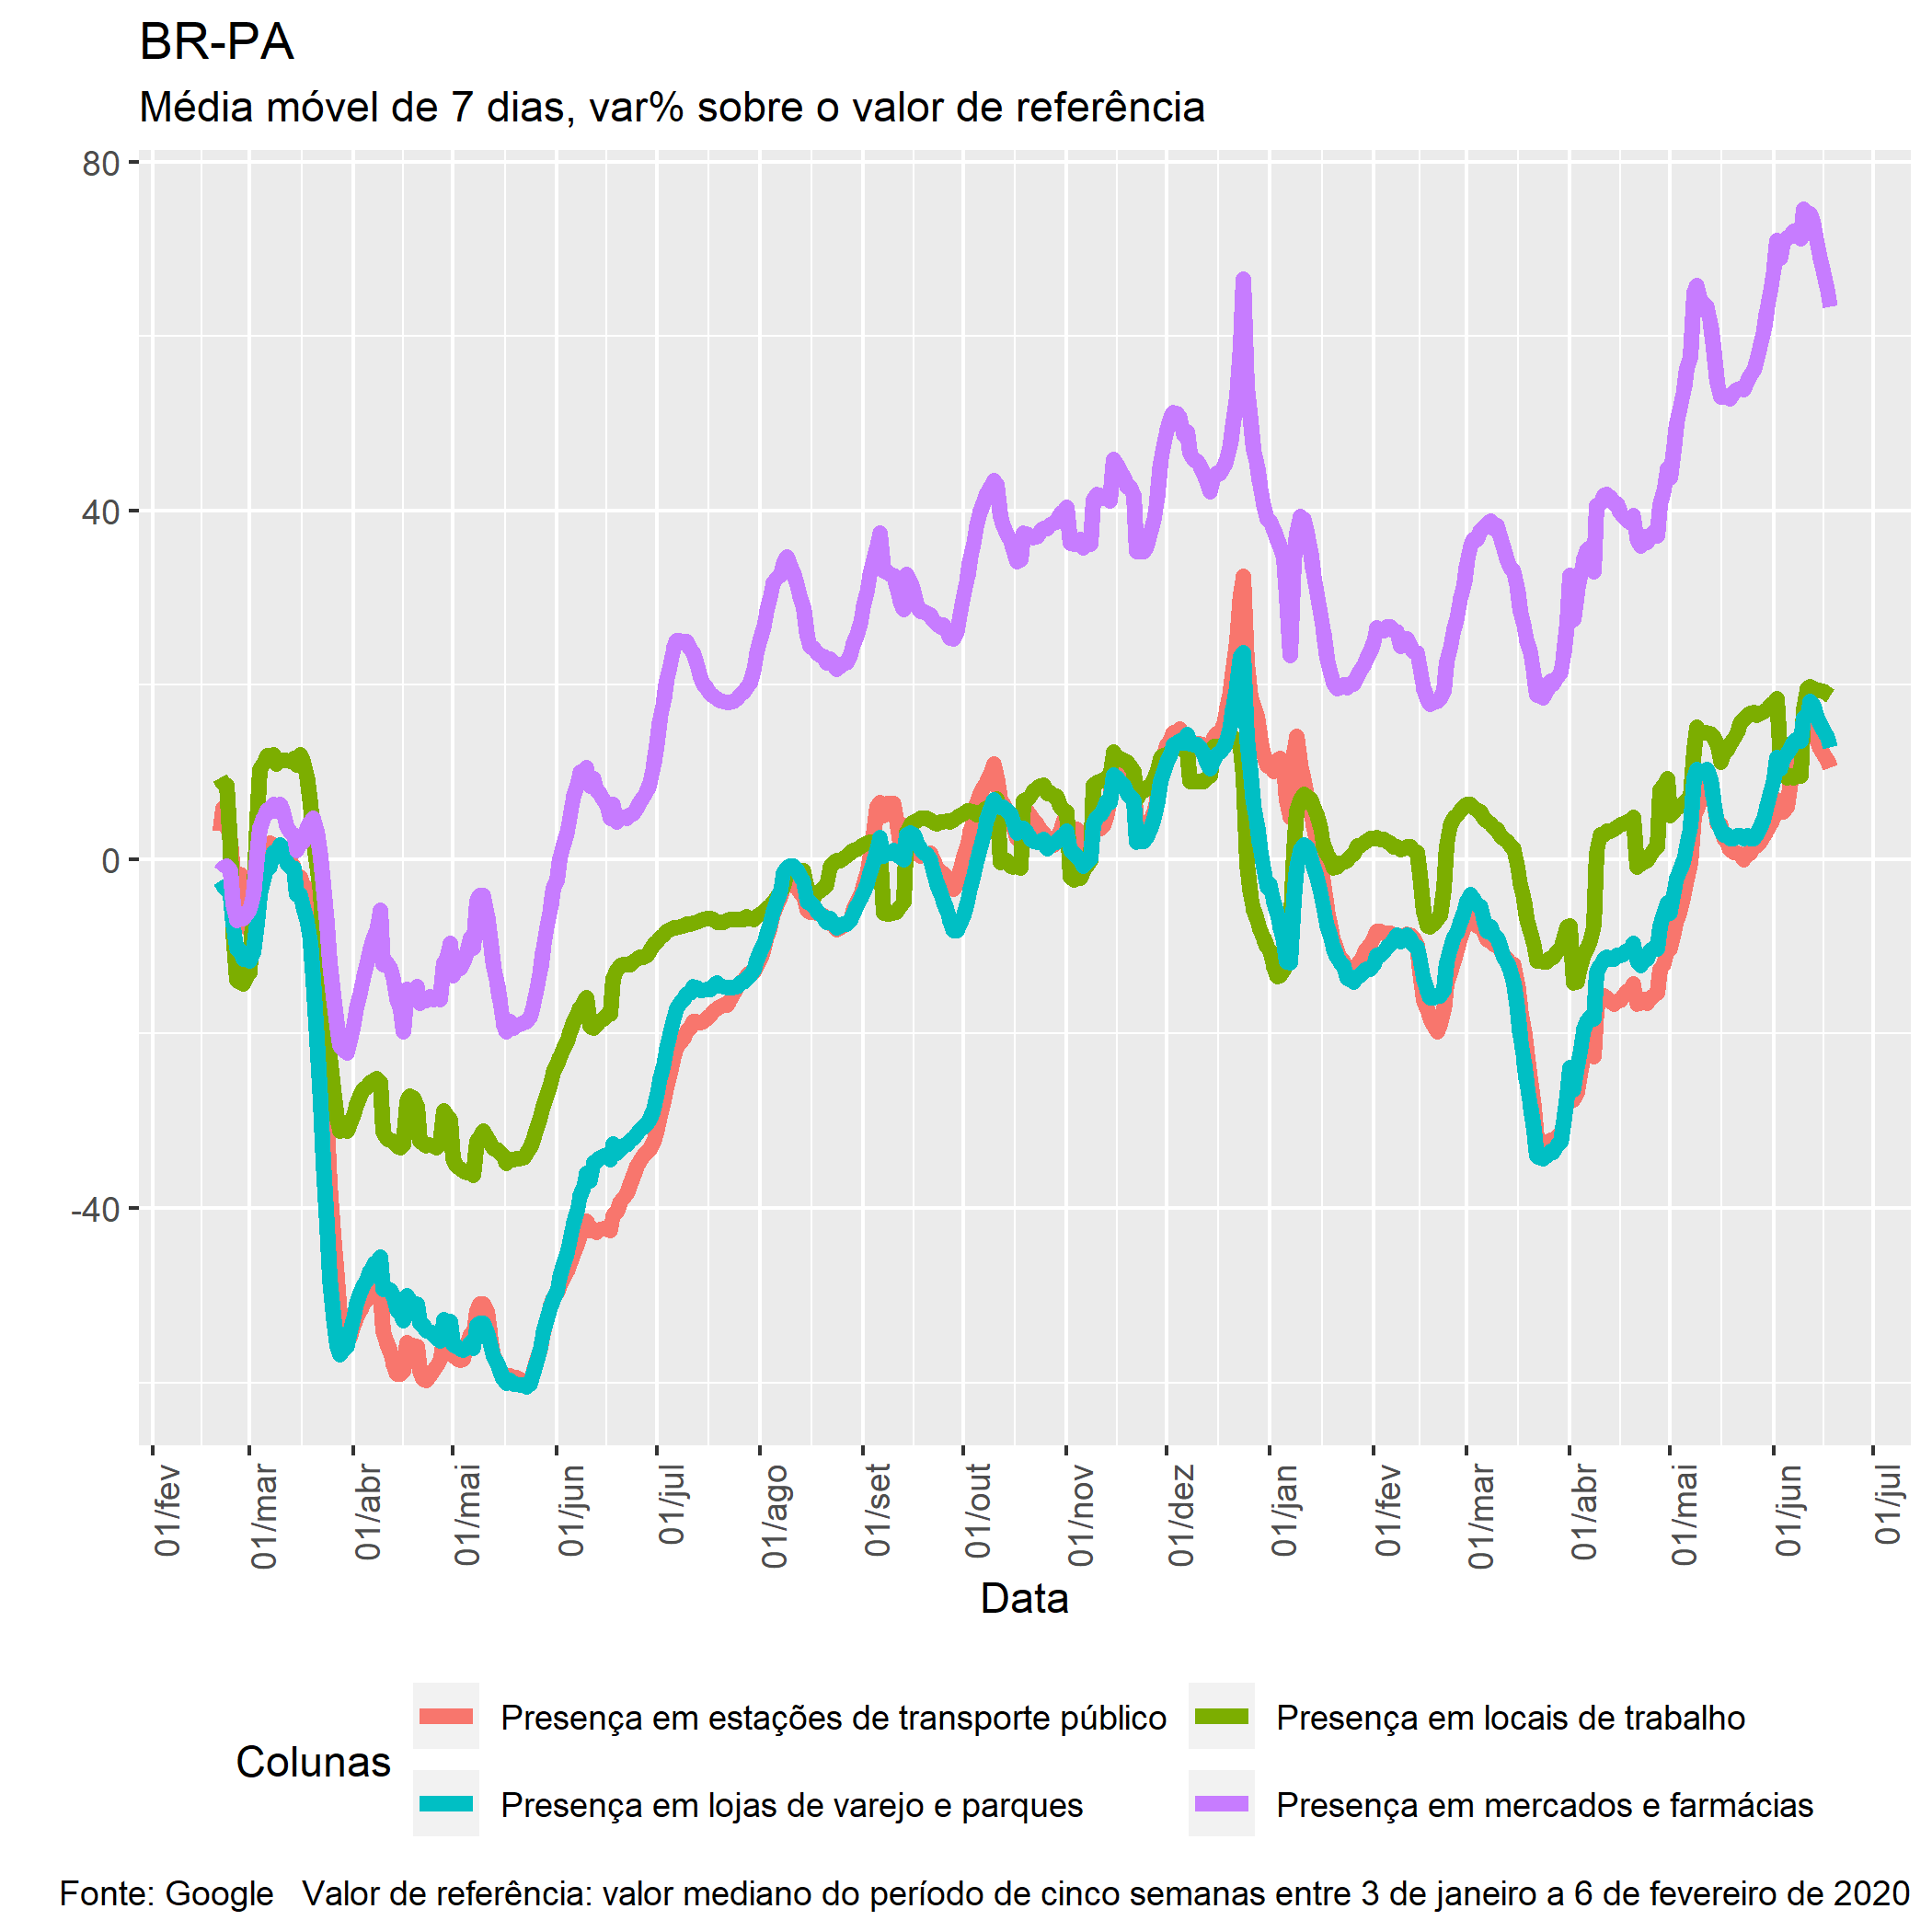 BR-PA
Média móvel de 7 dias, var% sobre o valor de referência
80
40
0
-40
01/fev
01/mar
01/abr
01/mai
01/jun
01/jul
01/ago
01/set
01/out
01/nov
01/dez
01/jan
01/fev
01/mar
01/abr
01/mai
01/jun
01/jul
Data
Colunas
Presença em estações de transporte público
Presença em locais de trabalho
Presença em lojas de varejo e parques
Presença em mercados e farmácias
Fonte: Google   Valor de referência: valor mediano do período de cinco semanas entre 3 de janeiro a 6 de fevereiro de 2020